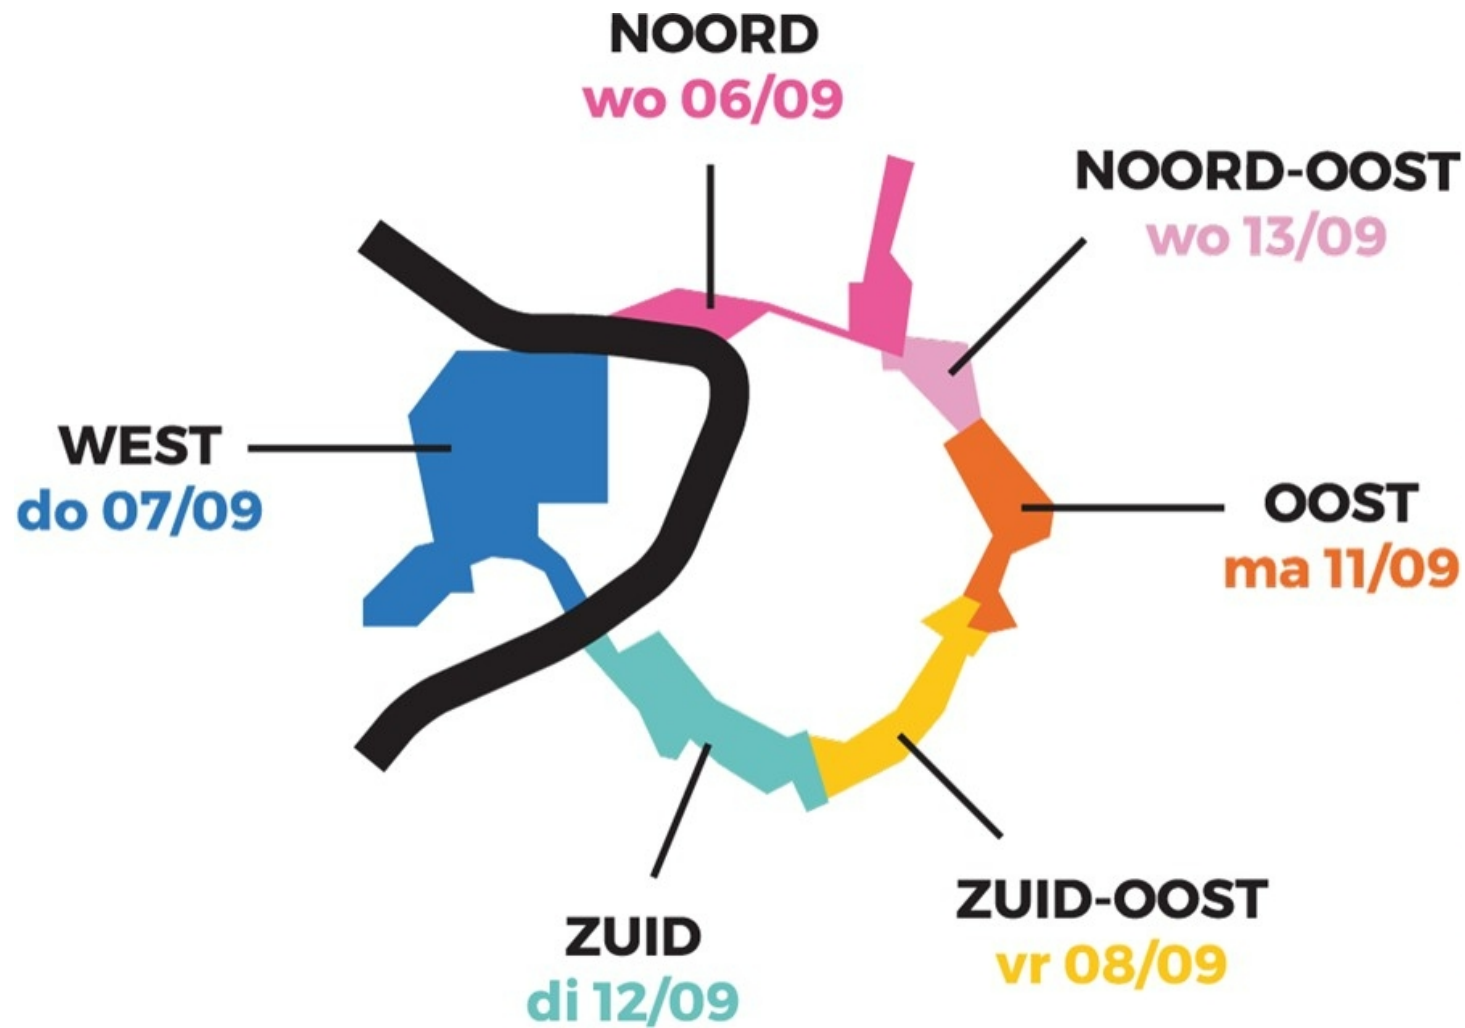 NOORD
wo 06/09
NOORD-OOST
wo 13/09
WEST
do 07/09
OOST
ma 11/09
ZUID-OOST
vr 08/09
ZUID
di 12/09